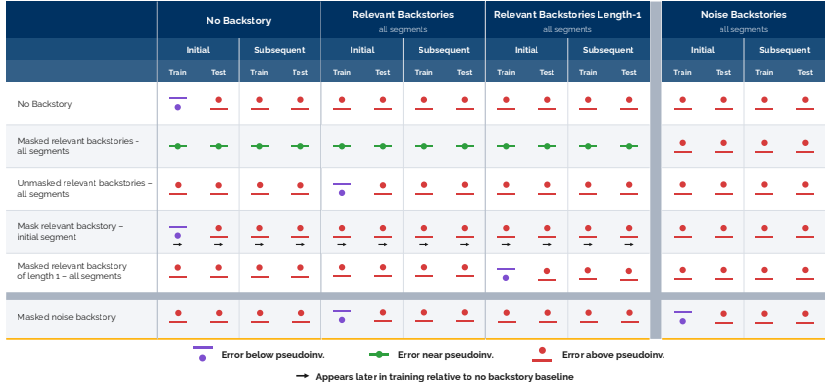 No Backstory
Relevant Backstories
all segments
Relevant Backstories Length-1
all segments
Noise Backstories
all segments
Initial Subsequent Initial Subsequent Initial Subsequent Initial Subsequent
Train Test Train Test Train Test Train Test Train Test Train Test Train Test Train Test
No Backstory
Masked relevant backstories -
all segments
Unmasked relevant backstories –
all segments
Mask relevant backstory –
initial segment
Masked relevant backstory
of length 1 – all segments
Masked noise backstory
Error below pseudoinv. Error near pseudoinv. Error above pseudoinv.
Appears later in training relative to no backstory baseline